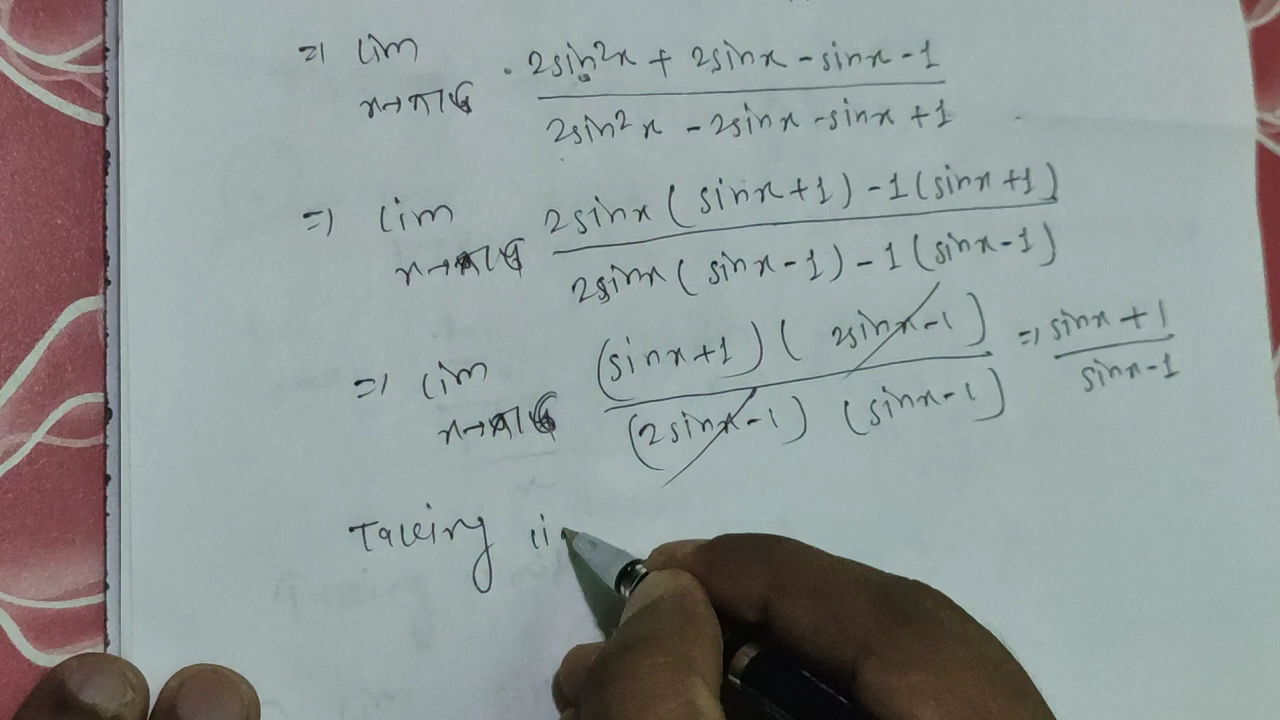 => lim 2sin²x + 2sinx - sinx - 1
x→π/6 2sin²x - 2sinx - sinx + 1
=> lim 2sinx (sinx+1) - 1 (sinx+1)
x→π/6 2sinx (sinx-1) - 1 (sinx-1)
=> lim (sinx+1) (2sinx-1) => sinx + 1
x→π/6 (2sinx-1) (sinx-1) sinx-1
Taking li